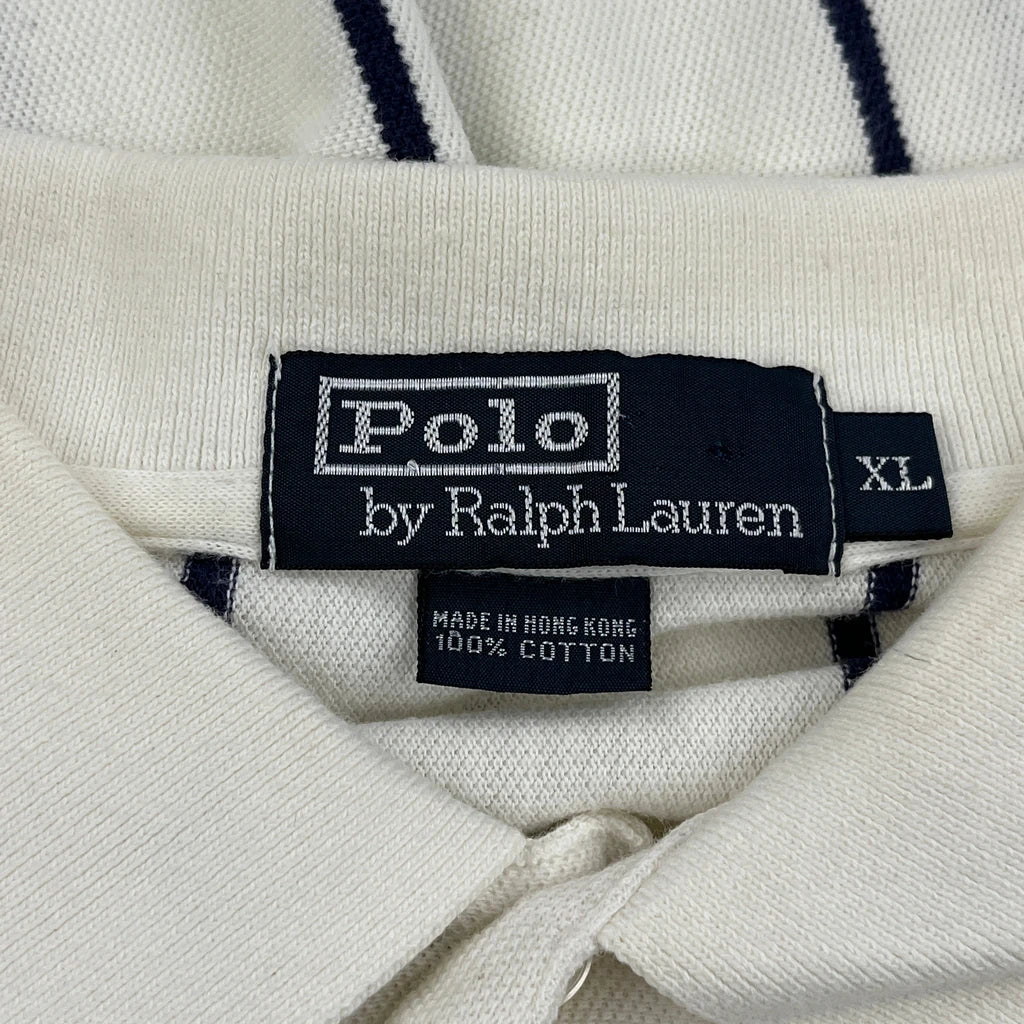 Polo
by Ralph Lauren
XL
MADE IN HONG KONG
100% COTTON